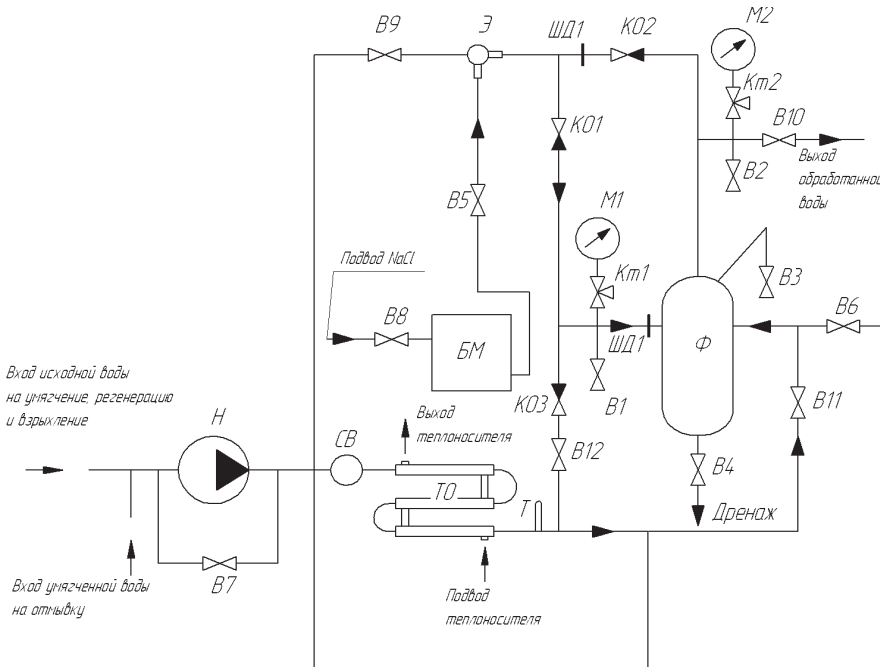 В9
Э
ШД1
КО2
М2
Кт2
В10
Выход
обработанной
воды
В2
КО1
В5
М1
Кт1
В3
Подвод NaCl
В8
БМ
ШД1
Ф
В6
В1
В11
Вход исходной воды
на умягчение, регенерацию
и взрыхление
Н
СВ
Выход
теплоносителя
КО3
В12
В4
ТО
Т
Дренаж
В7
Вход умягченной воды
на отмывку
Подвод
теплоносителя